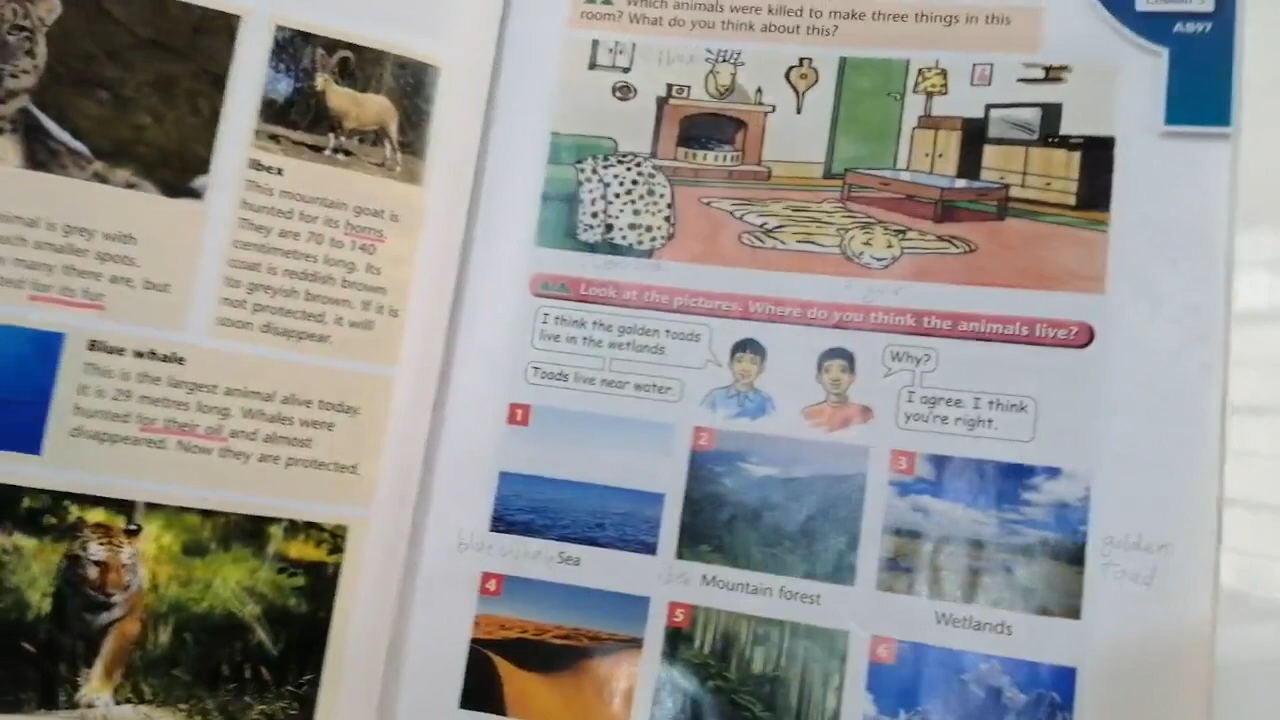 animal is grey with
much smaller spots.
many there are, but
for its fur.
Ibex
This mountain goat is
hunted for its horns.
They are 70 to 140
centimetres long. Its
coat is reddish brown
to greyish brown. If it is
not protected, it will
soon disappear.
Blue whale
This is the largest animal alive today.
It is 29 metres long. Whales were
hunted for their oil and almost
disappeared. Now they are protected.
Which animals were killed to make three things in this
room? What do you think about this?
Lesson
AB97
Ibex
Look at the pictures. Where do you think the animals live?
I think the golden toads
live in the wetlands.
Toads live near water.
Why?
I agree. I think
you're right.
1
2
3
blue whale
Sea
Mountain forest
Wetlands
golden
toad
4
5
6